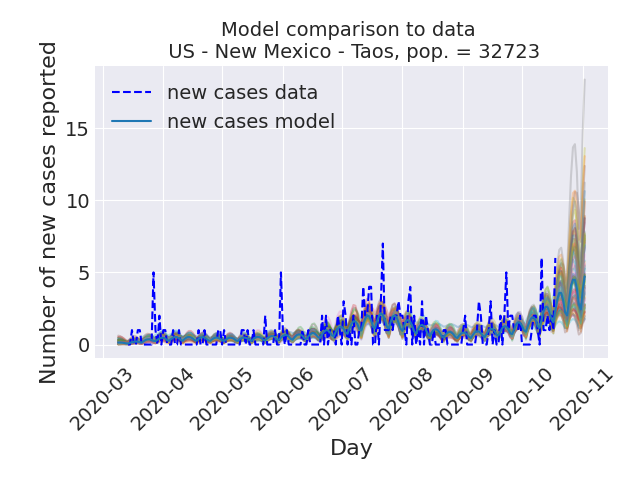 Model comparison to data
US - New Mexico - Taos, pop. = 32723
Number of new cases reported
new cases data
new cases model
15
10
5
0
2020-03
2020-04
2020-05
2020-06
2020-07
2020-08
2020-09
2020-10
2020-11
Day